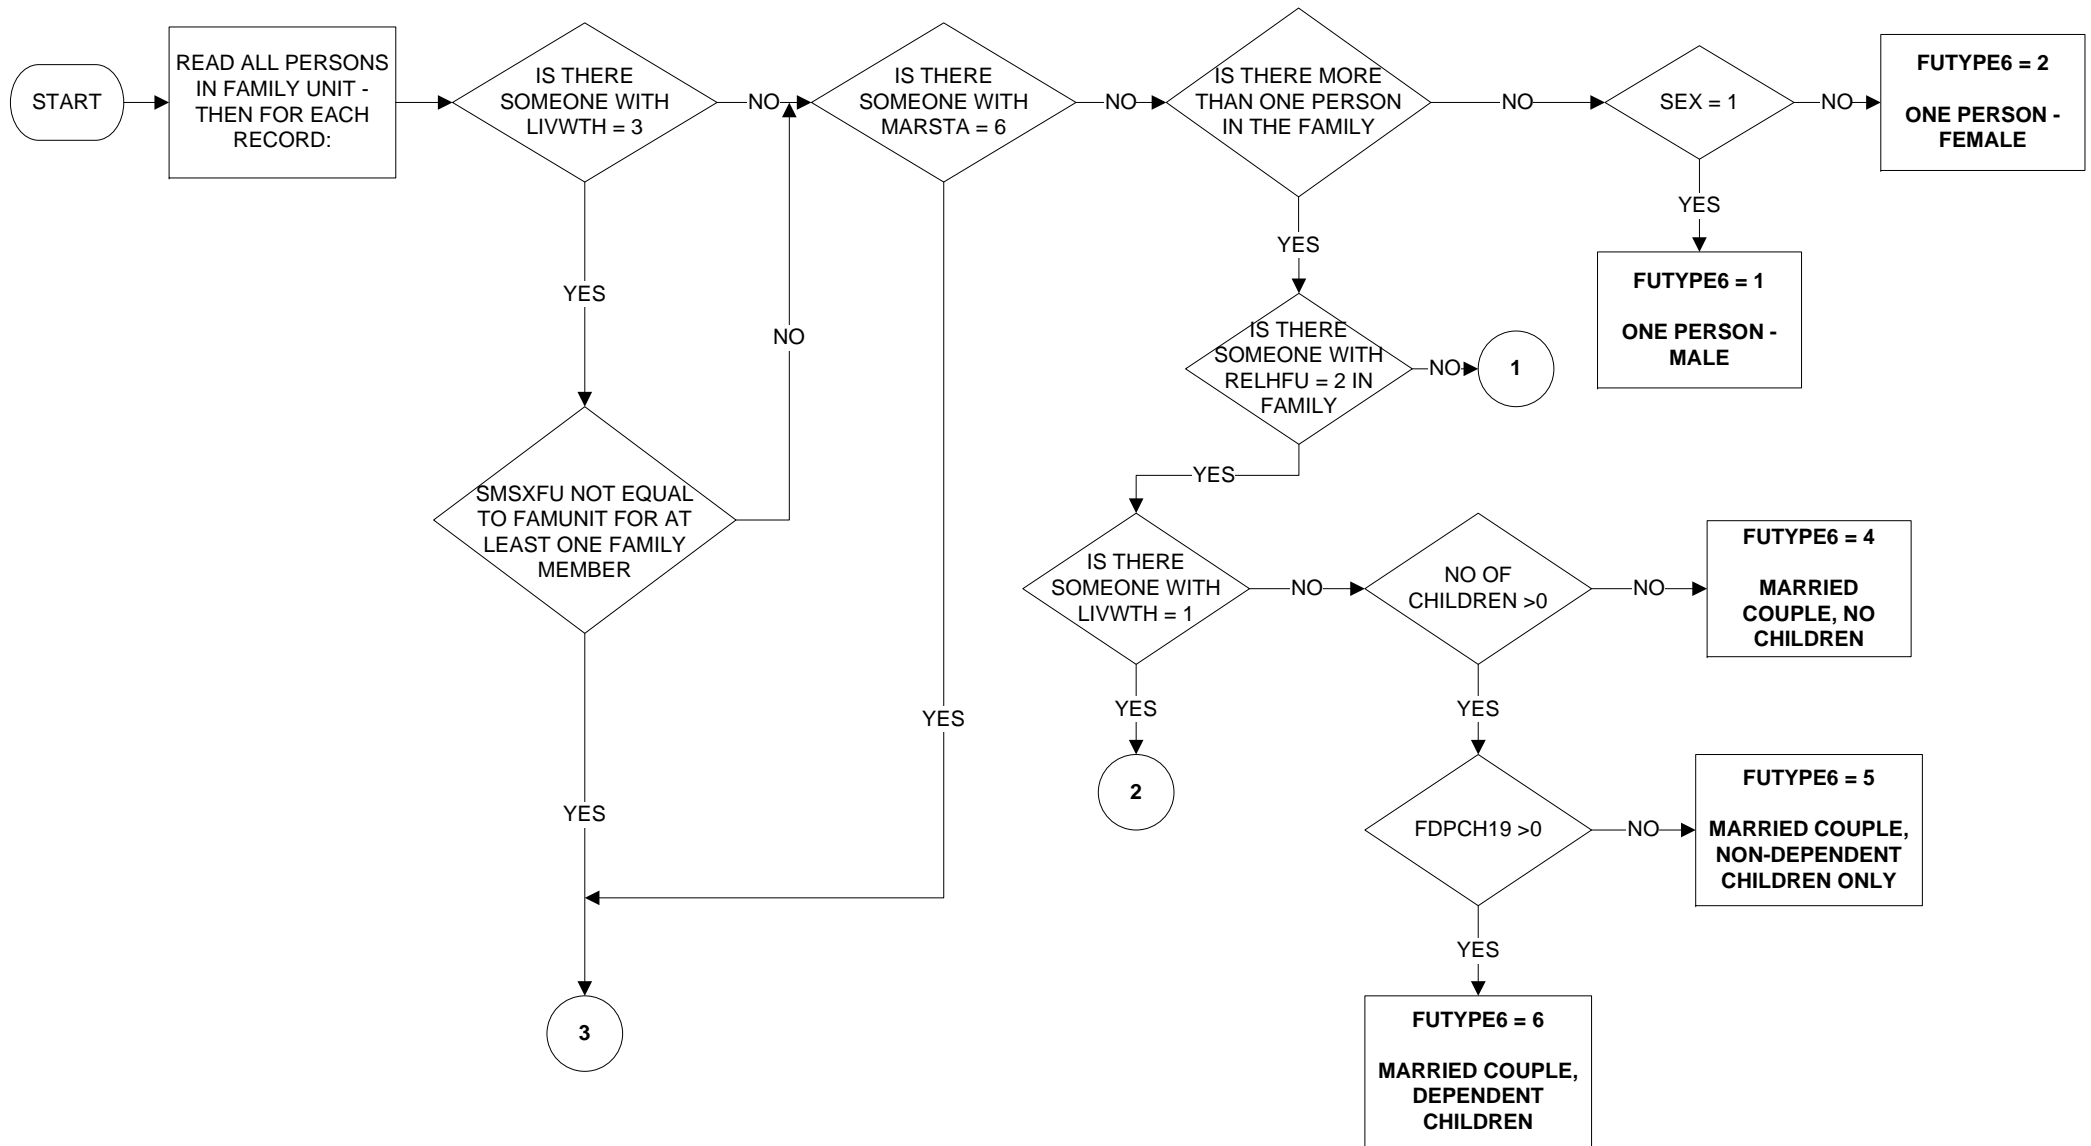 START
READ ALL PERSONS
IN FAMILY UNIT -
THEN FOR EACH
RECORD:
IS THERE
SOMEONE WITH
LIVWTH = 3
NO
IS THERE
SOMEONE WITH
MARSTA = 6
NO
IS THERE MORE
THAN ONE PERSON
IN THE FAMILY
NO
SEX = 1
NO
FUTYPE6 = 2
ONE PERSON -
FEMALE
YES
FUTYPE6 = 1
ONE PERSON -
MALE
YES
YES
NO
IS THERE
SOMEONE WITH
RELHFU = 2 IN
FAMILY
NO
1
YES
SMSXFU NOT EQUAL
TO FAMUNIT FOR AT
LEAST ONE FAMILY
MEMBER
IS THERE
SOMEONE WITH
LIVWTH = 1
NO
NO OF
CHILDREN >0
NO
FUTYPE6 = 4
MARRIED
COUPLE, NO
CHILDREN
YES
YES
YES
YES
2
FDPCH19 >0
NO
FUTYPE6 = 5
MARRIED COUPLE,
NON-DEPENDENT
CHILDREN ONLY
YES
YES
3
FUTYPE6 = 6
MARRIED COUPLE,
DEPENDENT
CHILDREN